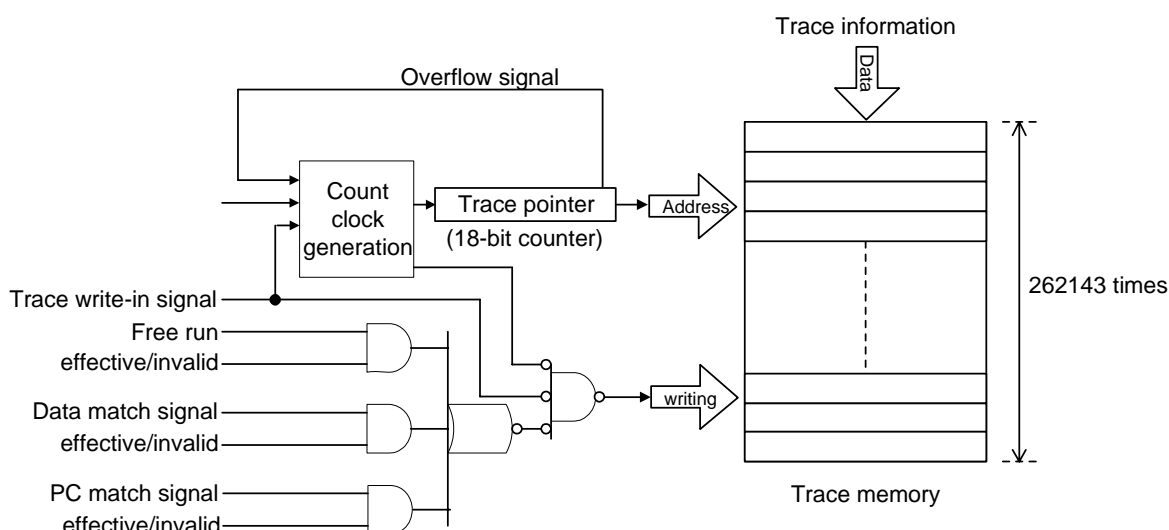 Trace information
Data
Overflow signal
Count
clock
generation
Trace pointer
(18-bit counter)
Address
262143 times
Trace write-in signal
Free run
effective/invalid
writing
Data match signal
effective/invalid
PC match signal
effective/invalid
Trace memory